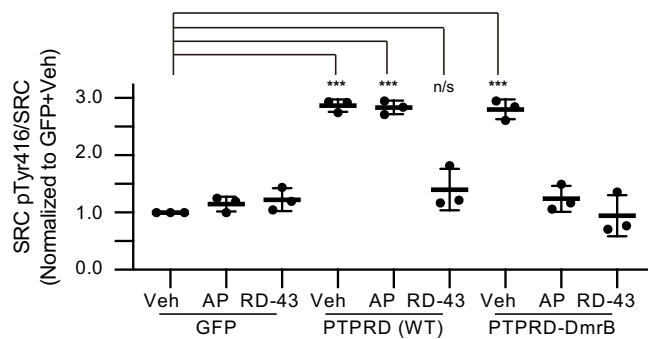 *** *** n/s ***
SRC pTyr416/SRC
(Normalized to GFP+Veh)
3.0
2.0
1.0
0.0
Veh AP RD-43 Veh AP RD-43 Veh AP RD-43
GFP PTPRD (WT) PTPRD-DmrB